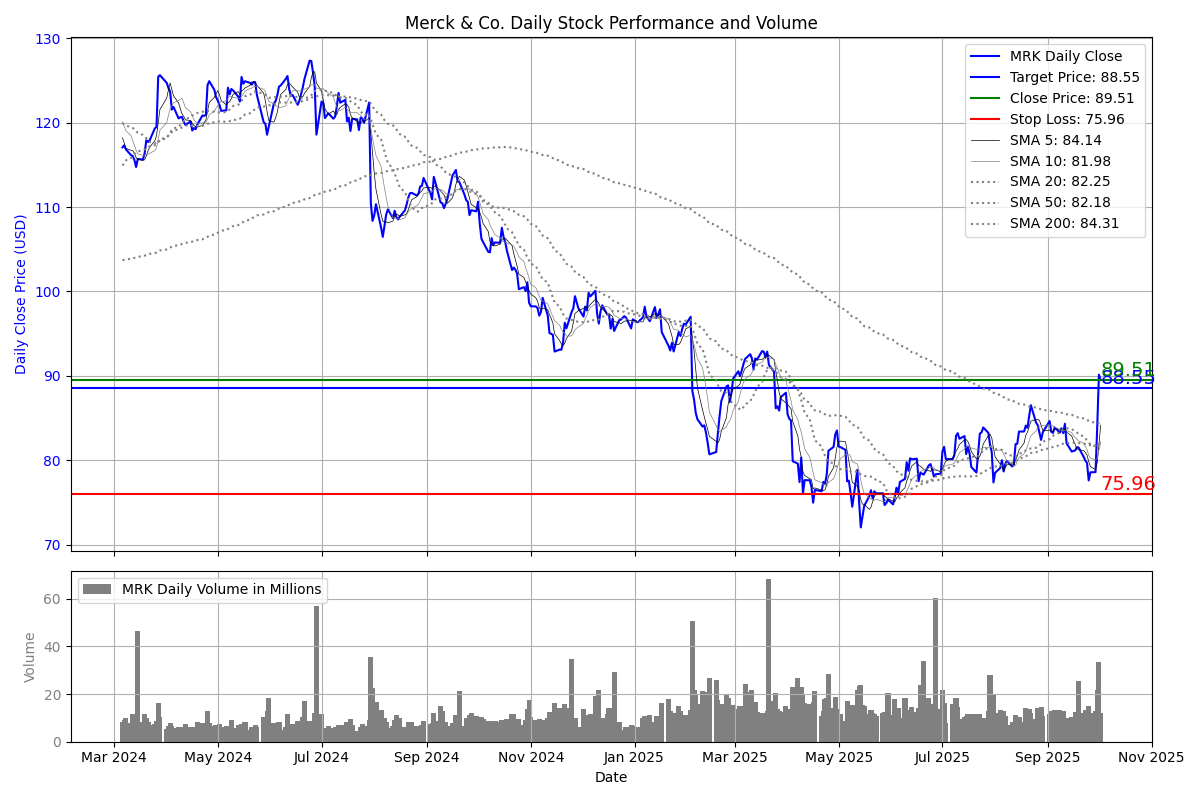 Merck & Co. Daily Stock Performance and Volume
130
120
110
100
90
80
70
Daily Close Price (USD)
MRK Daily Close
Target Price: 88.55
Close Price: 89.51
Stop Loss: 75.96
SMA 5: 84.14
SMA 10: 81.98
SMA 20: 82.25
SMA 50: 82.18
SMA 200: 84.31
89.51
88.55
75.96
MRK Daily Volume in Millions
60
40
20
0
Volume
Mar 2024 May 2024 Jul 2024 Sep 2024 Nov 2024 Jan 2025 Mar 2025 May 2025 Jul 2025 Sep 2025 Nov 2025
Date